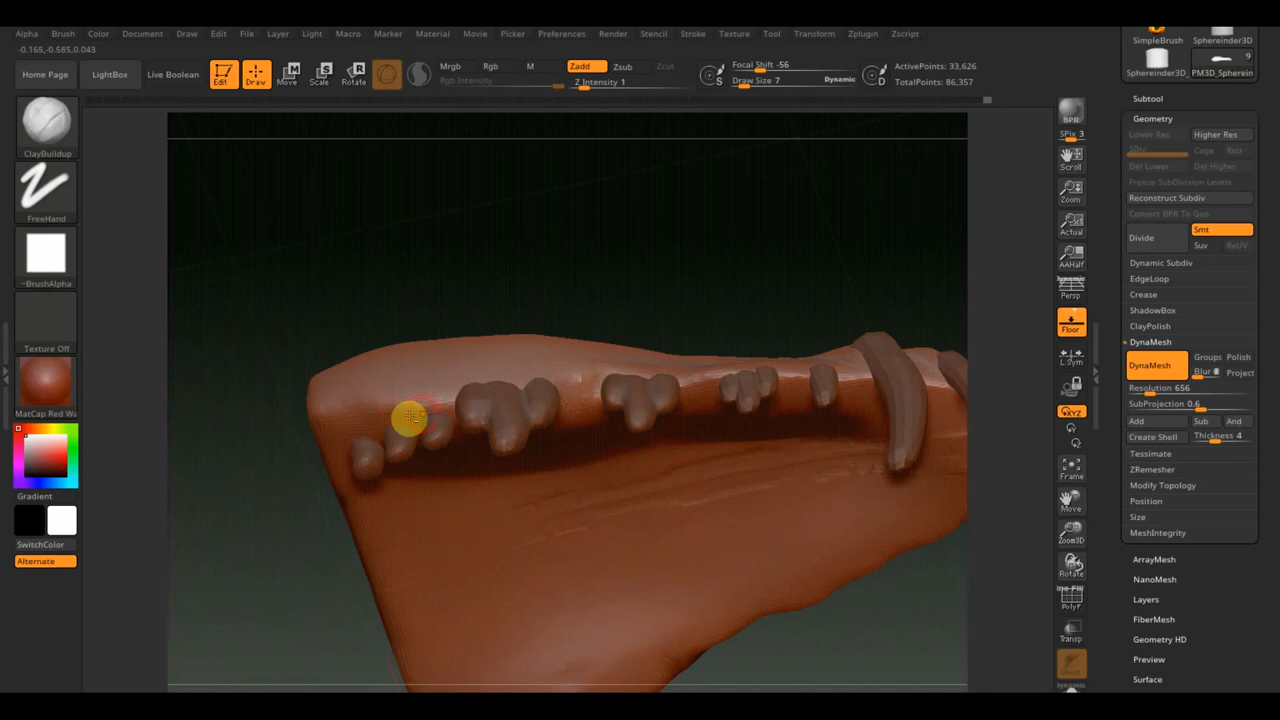 Alpha Brush Color Document Draw Edit File Layer Light Macro Marker Material Movie Picker Preferences Render Stencil Stroke Texture Tool Transform Zplugin Zscript
-0.165,-0.585,0.043
Home Page
LightBox
Live Boolean
Edit
Draw
Move
Scale
Rotate
Mrgb Rgb M
Rgb Intensity
Zadd Zsub Zcut
Z Intensity 1
S
Focal Shift -56
Draw Size 7
Dynamic
D
ActivePoints: 33,626
TotalPoints: 86,357
ClayBuildup
FreeHand
~BrushAlpha
Texture Off
MatCap Red Wa
Gradient
SwitchColor
Alternate
BPR
SPix 3
Scroll
Zoom
Actual
AAHalf
Dynamic
Persp
Floor
L.Sym
XYZ
Frame
Move
Zoom3D
Rotate
PolyF
Transp
Dynamic
SimpleBrush
Sphereinder3D
9
Sphereinder3D_
PM3D_Spherein
Subtool
Geometry
Lower Res Higher Res
SDiv Cage Rstr
Del Lower Del Higher
Freeze SubDivision Levels
Reconstruct Subdiv
Convert BPR To Geo
Divide
Smt
Suv ReUV
Dynamic Subdiv
EdgeLoop
Crease
ShadowBox
ClayPolish
DynaMesh
DynaMesh
Groups Polish
Blur Project
Resolution 656
SubProjection 0.6
Add Sub And
Create Shell Thickness 4
Tessimate
ZRemesher
Modify Topology
Position
Size
MeshIntegrity
ArrayMesh
NanoMesh
Layers
FiberMesh
Geometry HD
Preview
Surface